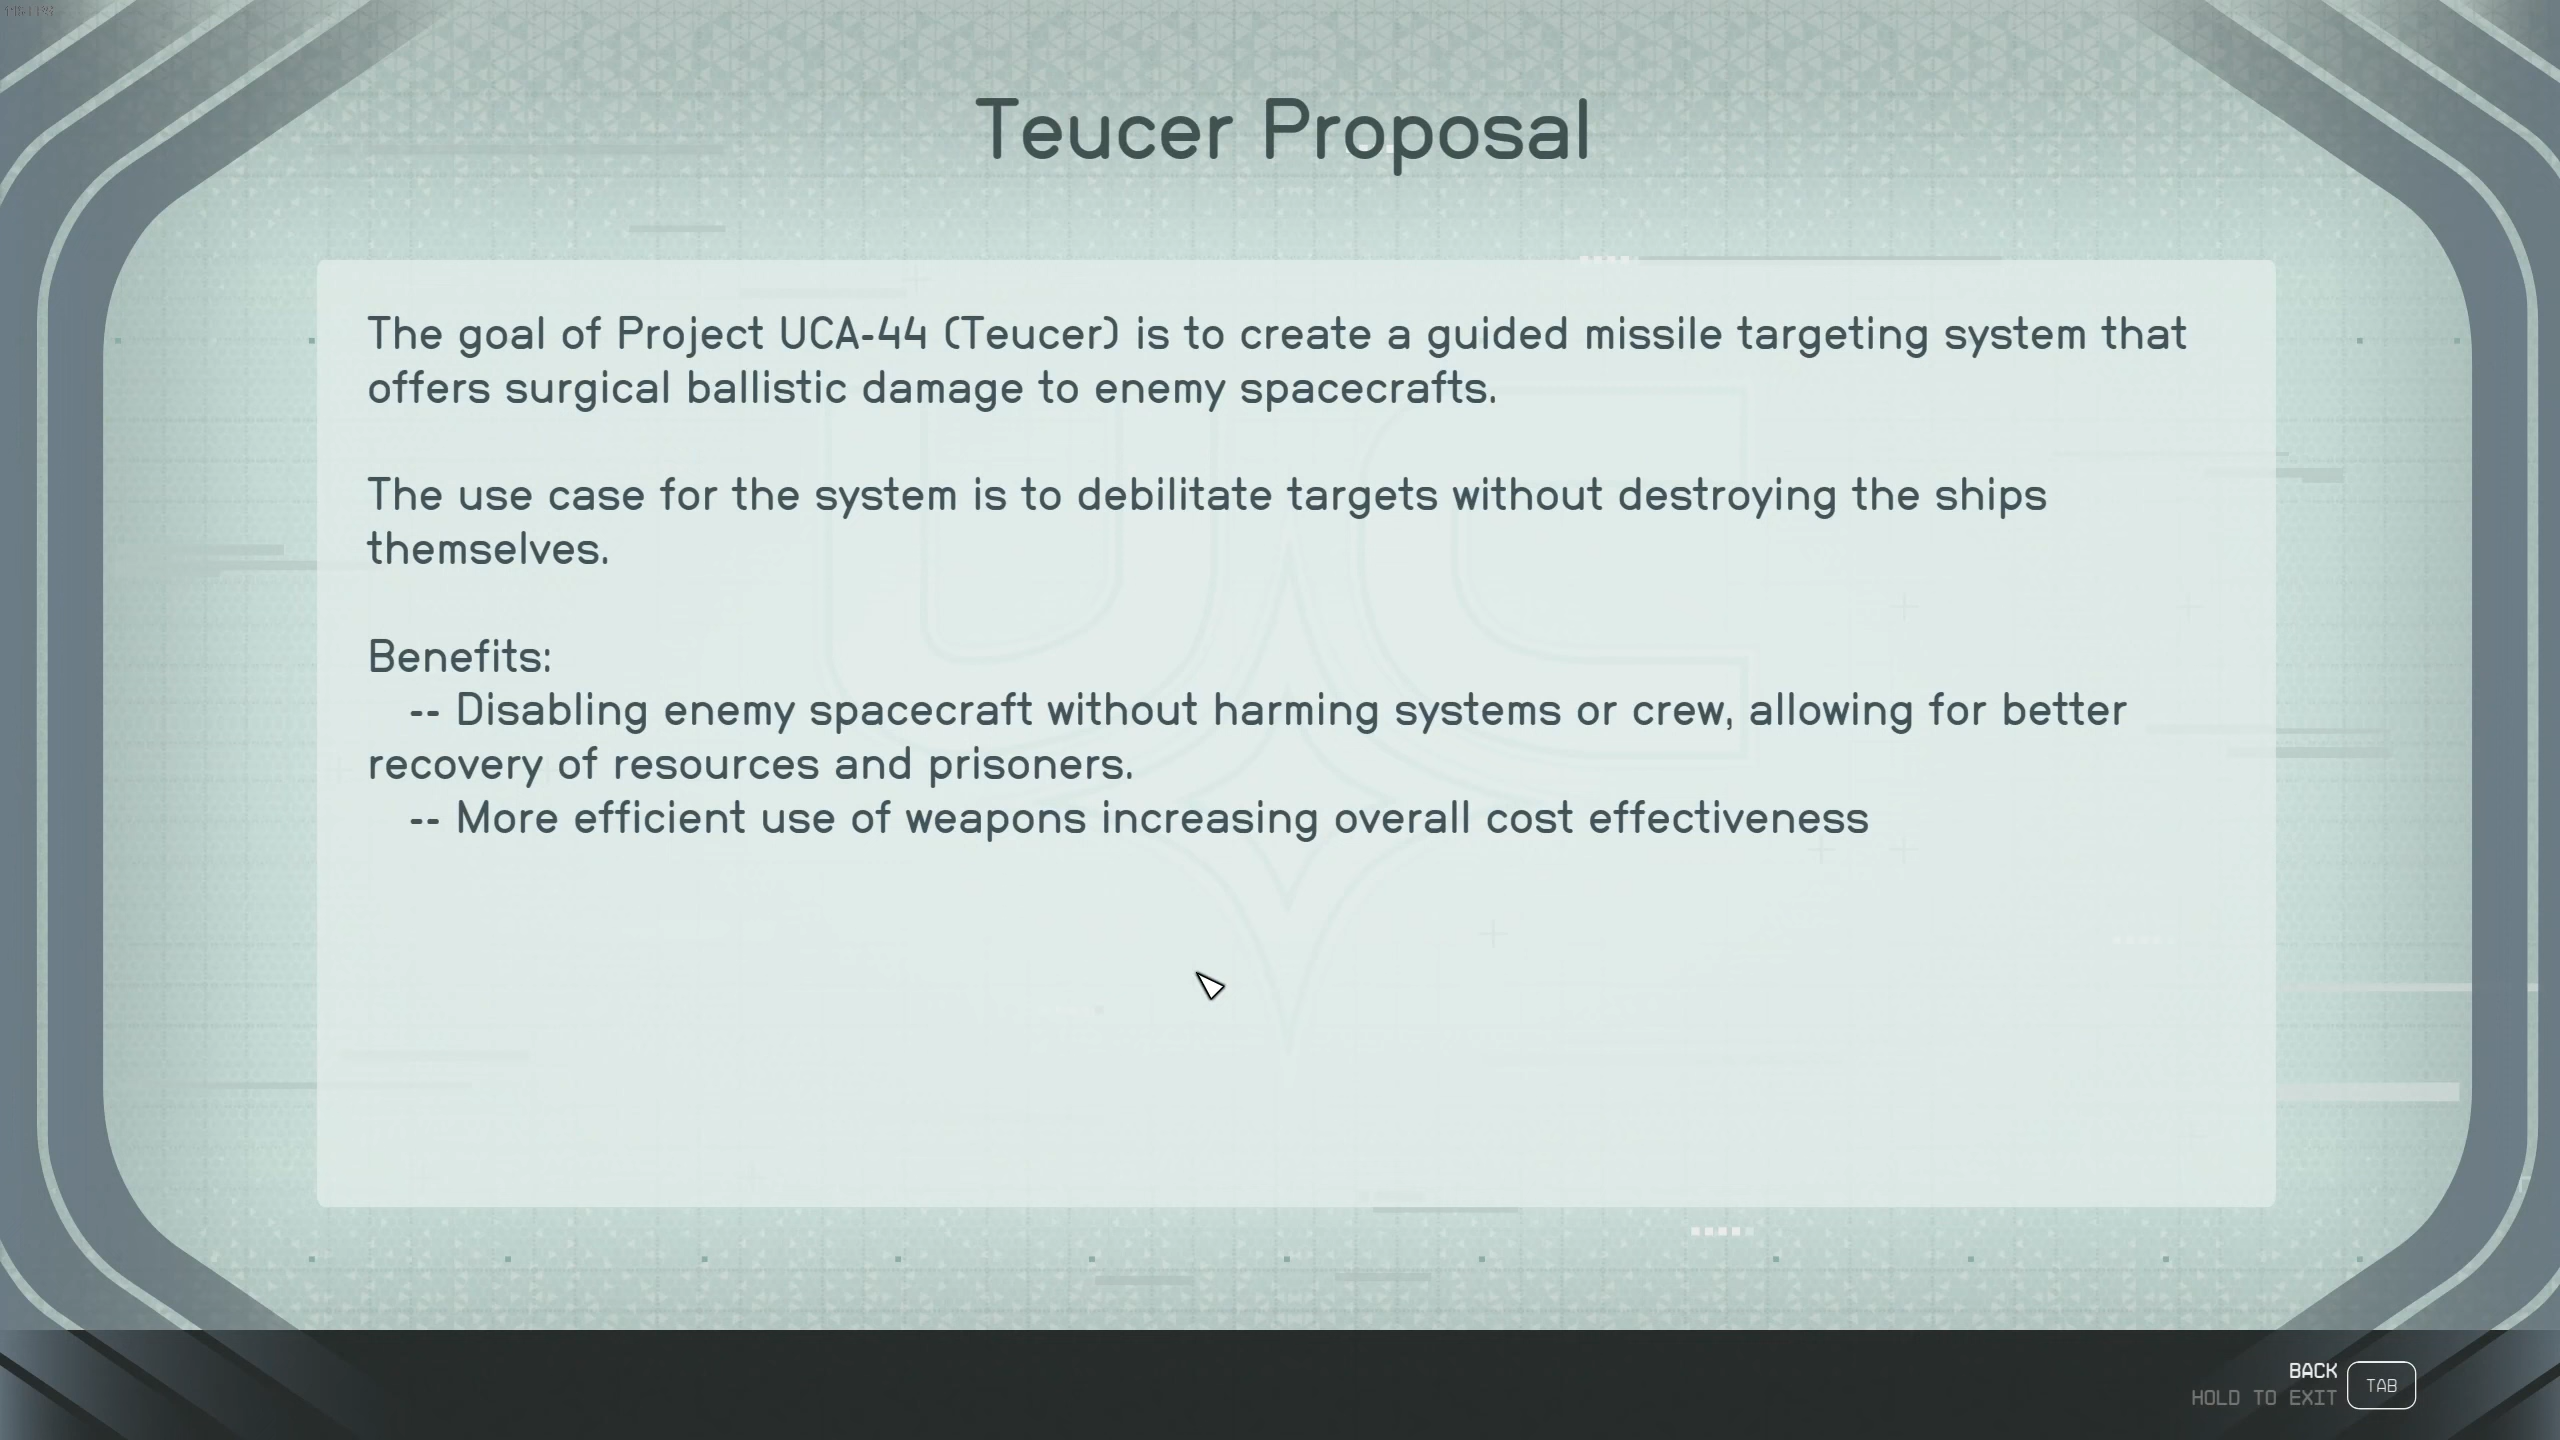 Teucer Proposal
The goal of Project UCA-44 (Teucer) is to create a guided missile targeting system that
offers surgical ballistic damage to enemy spacecrafts.
The use case for the system is to debilitate targets without destroying the ships
themselves.
Benefits:
-- Disabling enemy spacecraft without harming systems or crew, allowing for better
recovery of resources and prisoners.
-- More efficient use of weapons increasing overall cost effectiveness
UC
BACK
HOLD TO EXIT
TAB